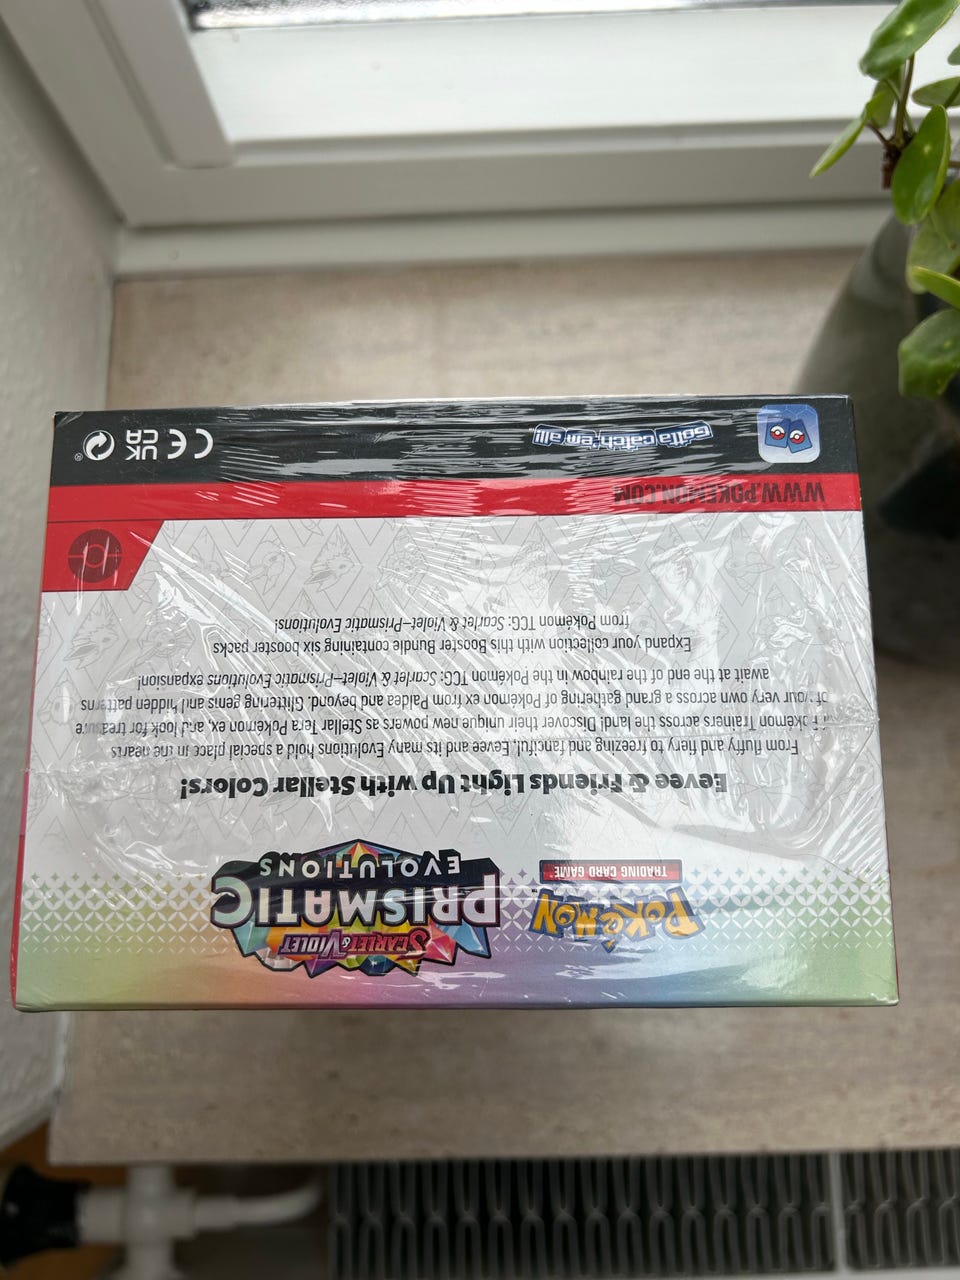 SCARLET & VIOLET
POKÉMON
PRISMATIC
TRADING CARD GAME
EVOLUTIONS
Eevee & Friends Light Up with Stellar Colors!
From fluffy and fiery to freezing and fanciful, Eevee and its many Evolutions hold a special place in the hearts
of Pokémon Trainers across the land! Discover their unique new powers as Stellar Tera Pokémon ex, and look for treasure
of your very own across a grand gathering of Pokémon ex from Paldea and beyond. Glittering gems and hidden patterns
await at the end of the rainbow in the Pokémon TCG: Scarlet & Violet—Prismatic Evolutions expansion!
Expand your collection with this Booster Bundle containing six booster packs
from Pokémon TCG: Scarlet & Violet—Prismatic Evolutions!
WWW.POKEMON.COM
Gotta catch 'em all!
CE UK CA ®